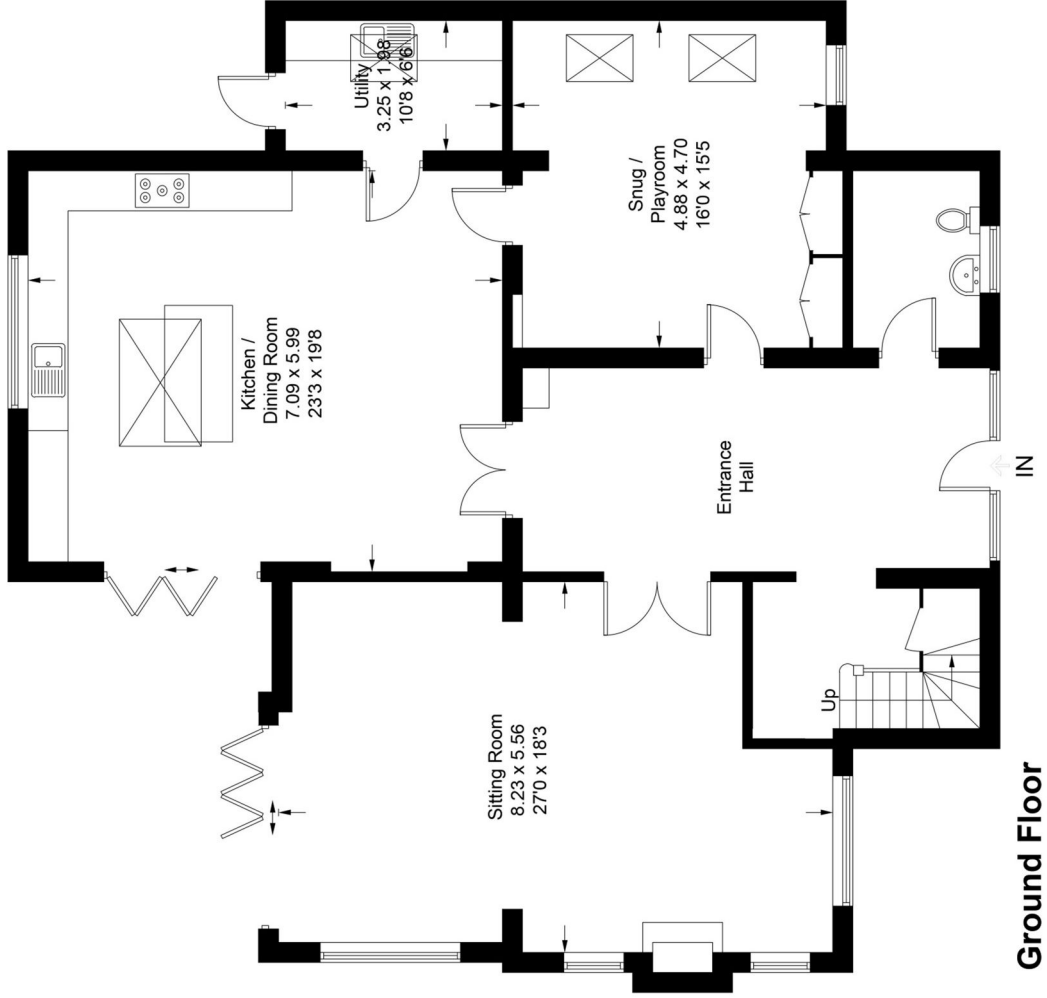 Utility
3.25 x 1.98
10'8 x 6'6
Snug /
Playroom
4.88 x 4.70
16'0 x 15'5
Kitchen /
Dining Room
7.09 x 5.99
23'3 x 19'8
Entrance
Hall
IN
Up
Sitting Room
8.23 x 5.56
27'0 x 18'3
Ground Floor